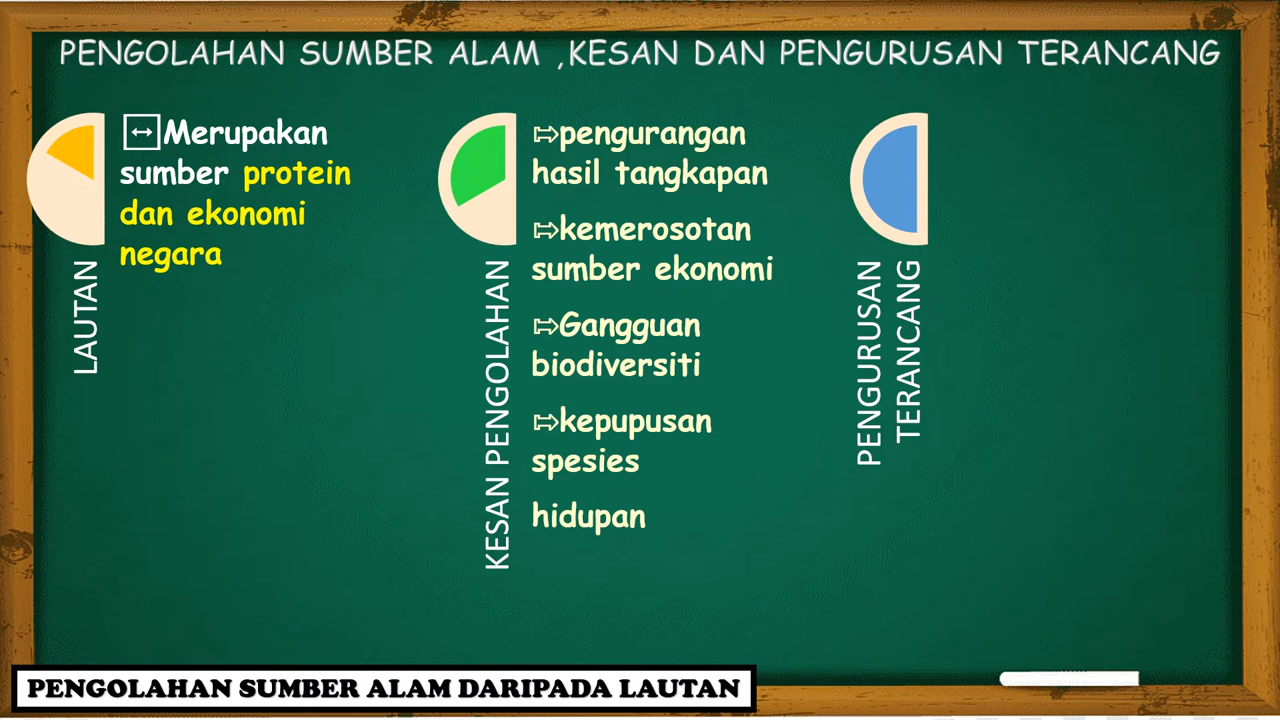 PENGOLAHAN SUMBER ALAM ,KESAN DAN PENGURUSAN TERANCANG
LAUTAN
↔Merupakan
sumber protein
dan ekonomi
negara
KESAN PENGOLAHAN
⇰pengurangan
hasil tangkapan
⇰kemerosotan
sumber ekonomi
⇰Gangguan
biodiversiti
⇰kepupusan
spesies
hidupan
PENGURUSAN
TERANCANG
PENGOLAHAN SUMBER ALAM DARIPADA LAUTAN